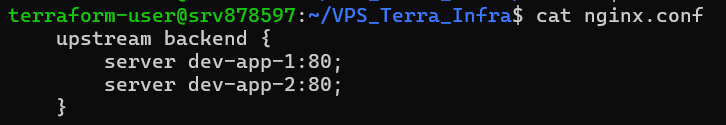 terraform-user@srv878597:~/VPS_Terra_Infra$ cat nginx.conf
    upstream backend {
        server dev-app-1:80;
        server dev-app-2:80;
    }